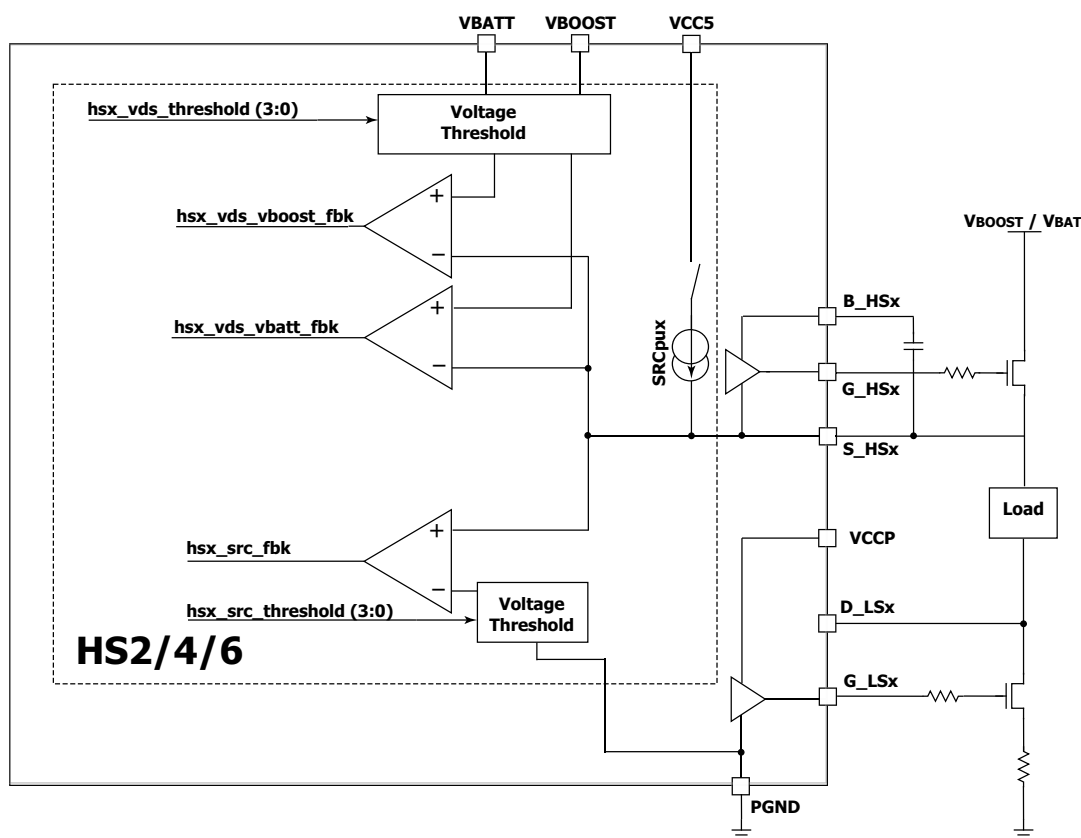 VBATT
VBOOST
VCC5
hsx_vds_threshold (3:0)
Voltage
Threshold
+
hsx_vds_vboost_fbk
−
+
hsx_vds_vbatt_fbk
−
SRCpux
VBOOST / VBAT
B_HSx
G_HSx
S_HSx
Load
+
hsx_src_fbk
−
VCCP
hsx_src_threshold (3:0)
Voltage
Threshold
D_LSx
HS2/4/6
G_LSx
PGND